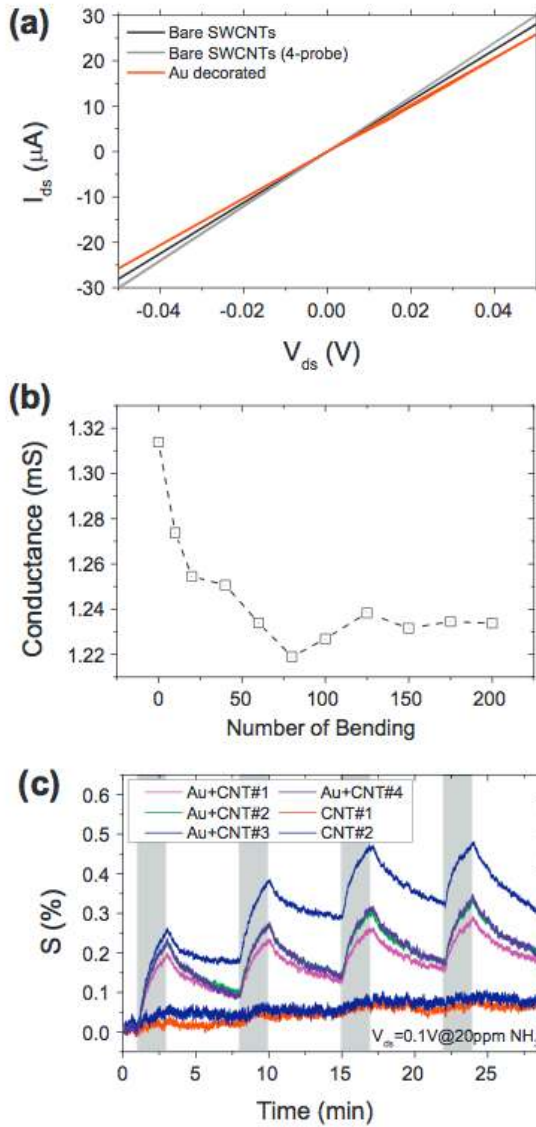 (a)
30
20
10
0
-10
-20
-30
I_ds (μA)
Bare SWCNTs
Bare SWCNTs (4-probe)
Au decorated
-0.04 -0.02 0.00 0.02 0.04
V_ds (V)
(b)
1.32
1.30
1.28
1.26
1.24
1.22
Conductance (mS)
0 50 100 150 200
Number of Bending
(c)
0.6
0.5
0.4
0.3
0.2
0.1
0.0
S (%)
Au+CNT#1 Au+CNT#4
Au+CNT#2 CNT#1
Au+CNT#3 CNT#2
V_ds=0.1V@20ppm NH
0 5 10 15 20 25
Time (min)